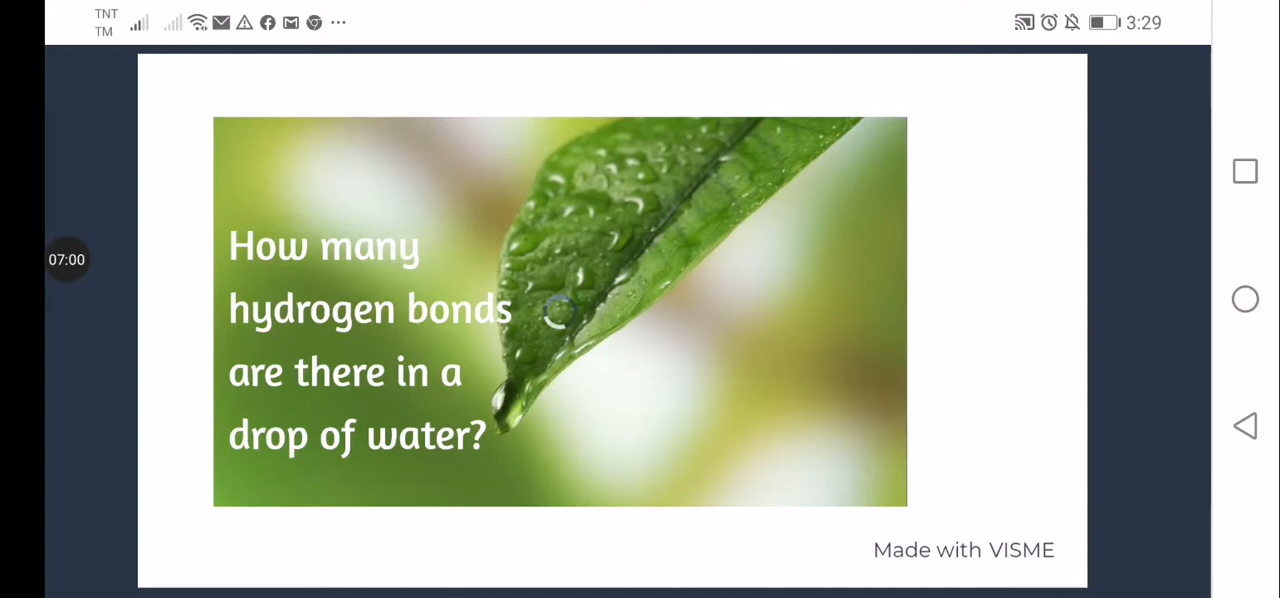 TNT
TM
3:29
07:00
How many
hydrogen bonds
are there in a
drop of water?
Made with VISME